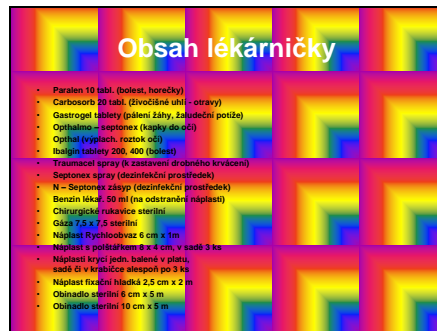 Obsah lékárničky
• Paralen 10 tabl. (bolest, horečky)
• Carbosorb 20 tabl. (živočišné uhlí - otravy)
• Gastrogel tablety (pálení žáhy, žaludeční potíže)
• Opthalmo – septonex (kapky do očí)
• Opthal (výplach. roztok očí)
• Ibalgin tablety 200, 400 (bolest)
• Traumacel spray (k zastavení drobného krvácení)
• Septonex spray (dezinfekční prostředek)
• N – Septonex zásyp (dezinfekční prostředek)
• Benzin lékař. 50 ml (na odstranění náplastí)
• Chirurgické rukavice sterilní
• Gáza 7,5 x 7,5 sterilní
• Náplast Rychloobvaz 6 cm x 1m
• Náplast s polštářkem 8 x 4 cm, v sadě 3 ks
• Náplasti krycí jedn. balené v platu,
sadě či v krabičce alespoň po 3 ks
• Náplast fixační hladká 2,5 cm x 2 m
• Obinadlo sterilní 6 cm x 5 m
• Obinadlo sterilní 10 cm x 5 m